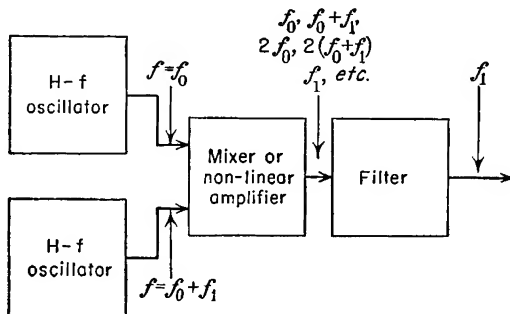 f₀, f₀+f₁,
2f₀, 2(f₀+f₁)
f₁, etc.
f=f₀
f₁
H-f
oscillator
Mixer or
non-linear
amplifier
Filter
H-f
oscillator
f=f₀+f₁